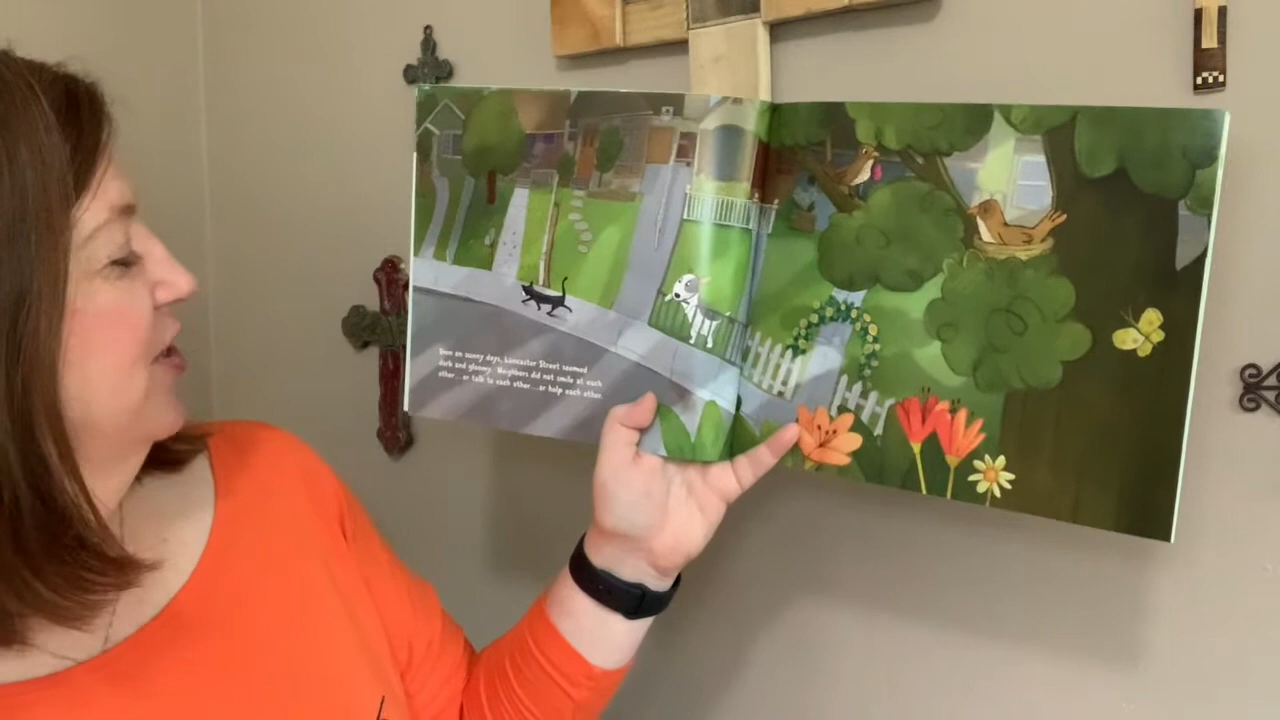 Even on sunny days, Lancaster Street seemed
dark and gloomy. Neighbors did not smile at each
other...or talk to each other...or help each other.